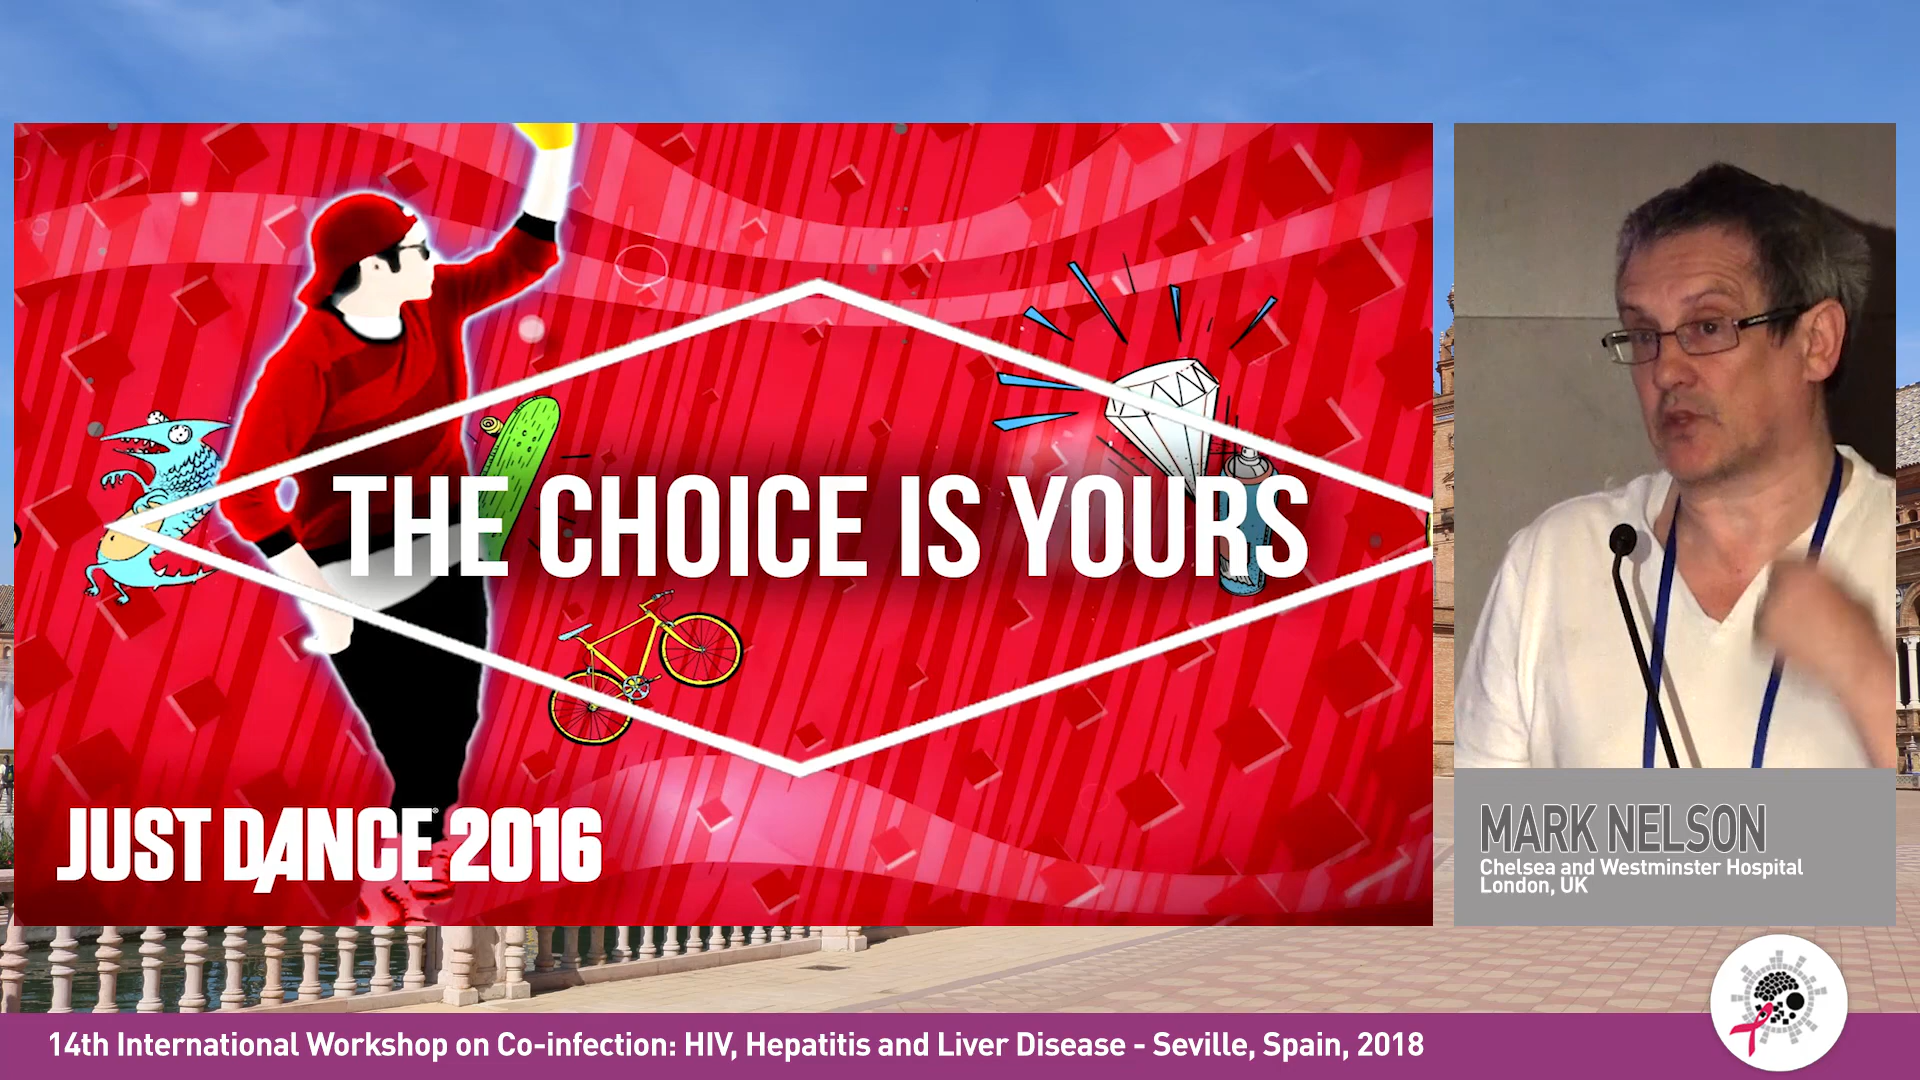 THE CHOICE IS YOURS
JUST DANCE 2016
MARK NELSON
Chelsea and Westminster Hospital
London, UK
14th International Workshop on Co-infection: HIV, Hepatitis and Liver Disease - Seville, Spain, 2018